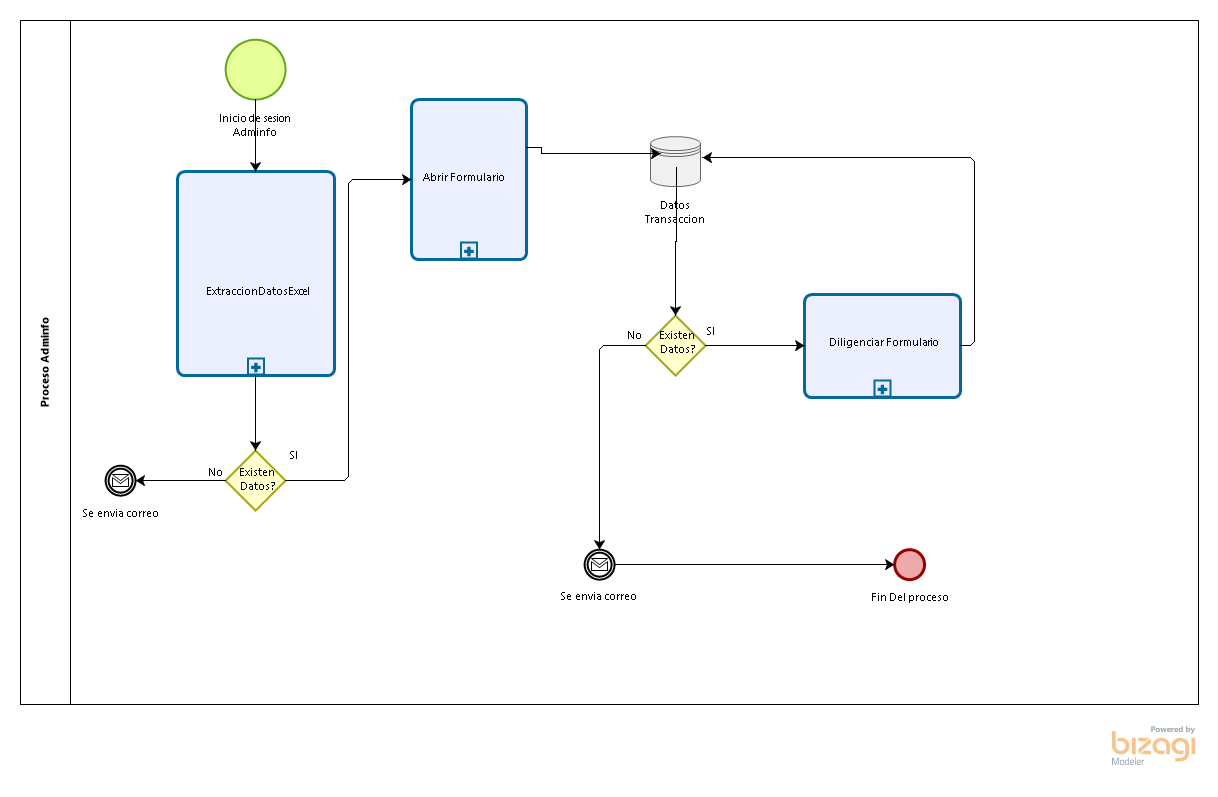 Proceso Adminfo
Inicio de sesion
Adminfo
ExtraccionDatosExcel
Existen
Datos?
No
SI
Se envia correo
Abrir Formulario
Datos
Transaccion
Existen
Datos?
No
SI
Diligenciar Formulario
Se envia correo
Fin Del proceso
Powered by
bizagi
Modeler